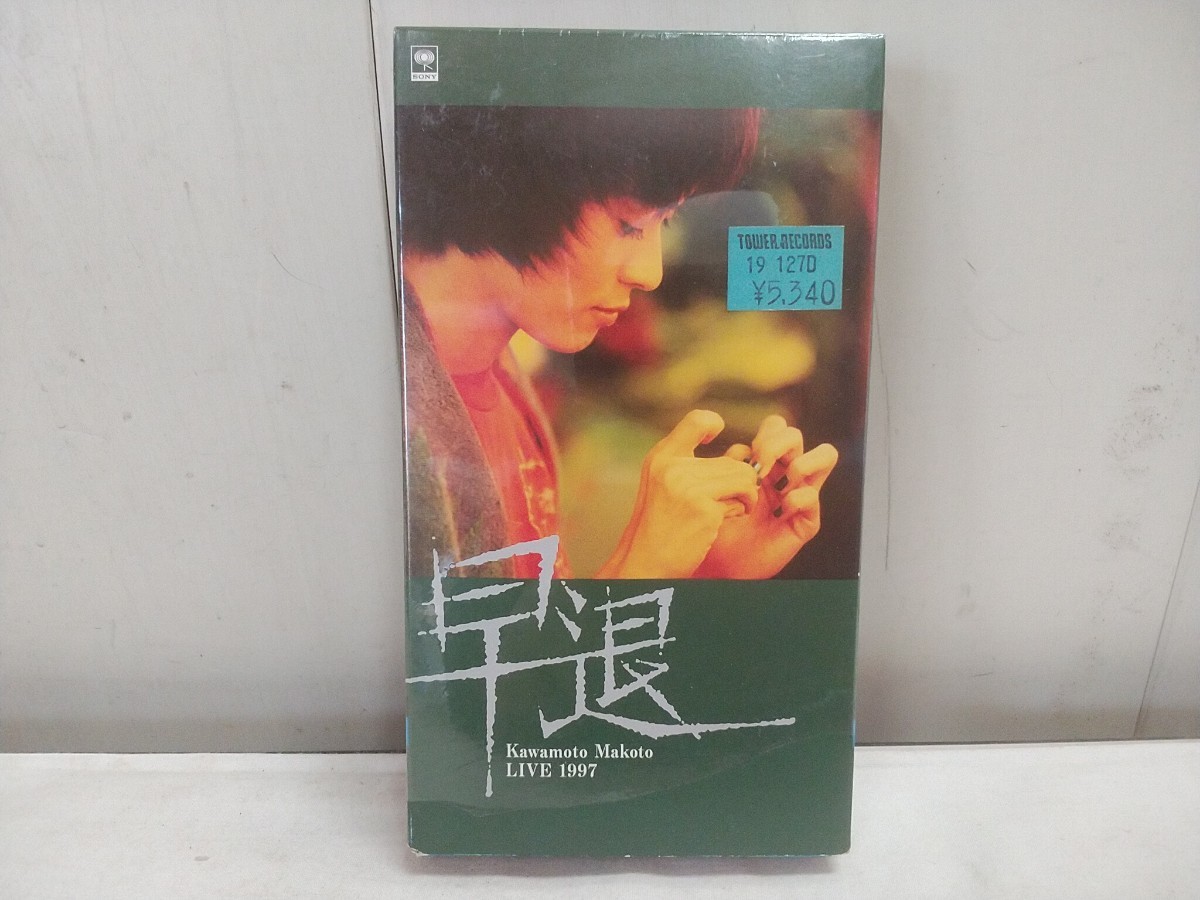 SONY
TOWER RECORDS
19 127D
¥5,340
早退
Kawamoto Makoto
LIVE 1997